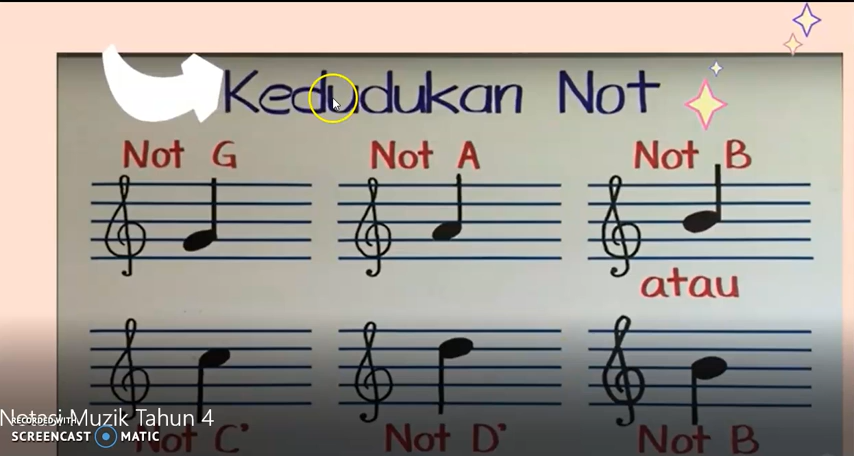 Kedudukan Not
Not G
Not A
Not B
atau
Notasi Muzik Tahun 4
RECORDED WITH
SCREENCAST MATIC
Not C'
Not D'
Not B